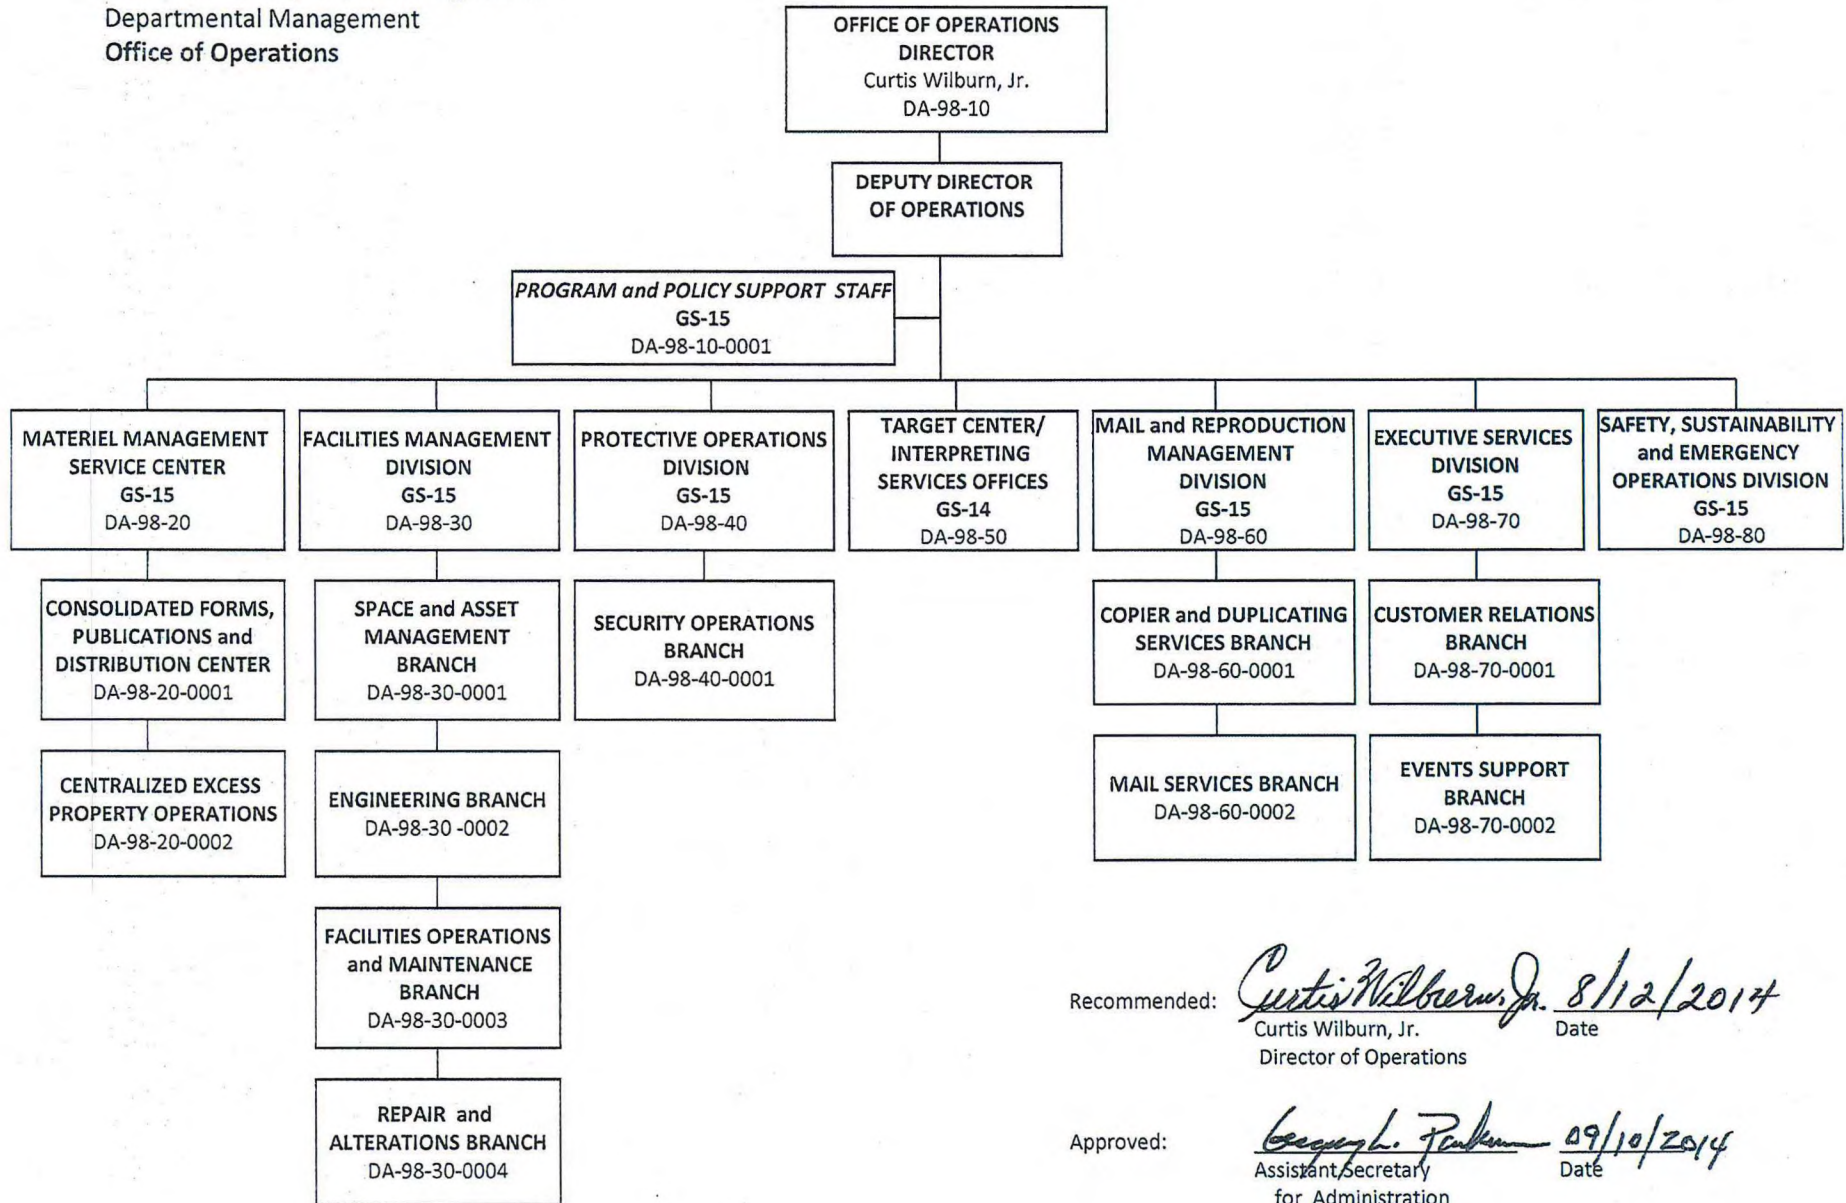 Departmental Management
Office of Operations
OFFICE OF OPERATIONS
DIRECTOR
Curtis Wilburn, Jr.
DA-98-10
DEPUTY DIRECTOR
OF OPERATIONS
PROGRAM and POLICY SUPPORT STAFF
GS-15
DA-98-10-0001
MATERIEL MANAGEMENT
SERVICE CENTER
GS-15
DA-98-20
FACILITIES MANAGEMENT
DIVISION
GS-15
DA-98-30
PROTECTIVE OPERATIONS
DIVISION
GS-15
DA-98-40
TARGET CENTER/
INTERPRETING
SERVICES OFFICES
GS-14
DA-98-50
MAIL and REPRODUCTION
MANAGEMENT
DIVISION
GS-15
DA-98-60
EXECUTIVE SERVICES
DIVISION
GS-15
DA-98-70
SAFETY, SUSTAINABILITY
and EMERGENCY
OPERATIONS DIVISION
GS-15
DA-98-80
CONSOLIDATED FORMS,
PUBLICATIONS and
DISTRIBUTION CENTER
DA-98-20-0001
SPACE and ASSET
MANAGEMENT
BRANCH
DA-98-30-0001
SECURITY OPERATIONS
BRANCH
DA-98-40-0001
COPIER and DUPLICATING
SERVICES BRANCH
DA-98-60-0001
CUSTOMER RELATIONS
BRANCH
DA-98-70-0001
CENTRALIZED EXCESS
PROPERTY OPERATIONS
DA-98-20-0002
ENGINEERING BRANCH
DA-98-30 -0002
MAIL SERVICES BRANCH
DA-98-60-0002
EVENTS SUPPORT
BRANCH
DA-98-70-0002
FACILITIES OPERATIONS
and MAINTENANCE
BRANCH
DA-98-30-0003
REPAIR and
ALTERATIONS BRANCH
DA-98-30-0004
Recommended: Curtis Wilburn, Jr. 8/12/2014
Curtis Wilburn, Jr. Date
Director of Operations
Approved: 09/10/2014
Assistant Secretary Date
for Administration